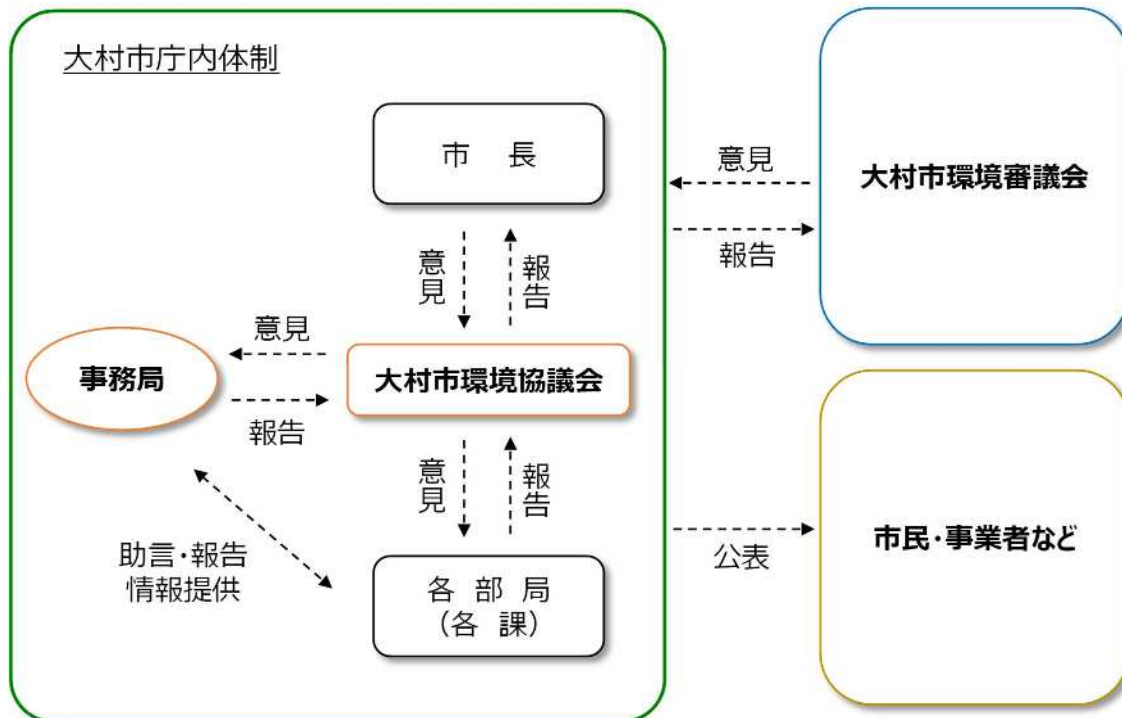 大村市庁内体制
市 長
意見
報告
意見
事務局
大村市環境協議会
報告
意見
報告
助言・報告
情報提供
各 部 局
(各 課)
意見
大村市環境審議会
報告
市民・事業者など
公表